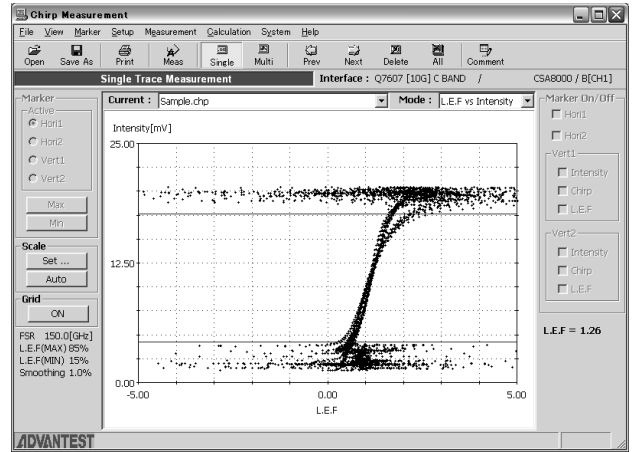 Chirp Measurement
File View Marker Setup Measurement Calculation System Help
Open Save As Print Meas Single Multi Prev Next Delete All Comment
Single Trace Measurement Interface : Q7607 [10G] C BAND / CSA8000 / B[CH1]
Marker
Active
Hori1
Hori2
Vert1
Vert2
Max
Min
Scale
Set ...
Auto
Grid
ON
FSR 150.0[GHz]
L.E.F(MAX) 85%
L.E.F(MIN) 15%
Smoothing 1.0%
Current : Sample.chp Mode : L.E.F vs Intensity
Intensity[mV]
25.00
12.50
0.00
-5.00 0.00 5.00
L.E.F
Marker On/Off
Hori1
Hori2
Vert1
Intensity
Chirp
L.E.F
Vert2
Intensity
Chirp
L.E.F
L.E.F = 1.26
ADVANTEST